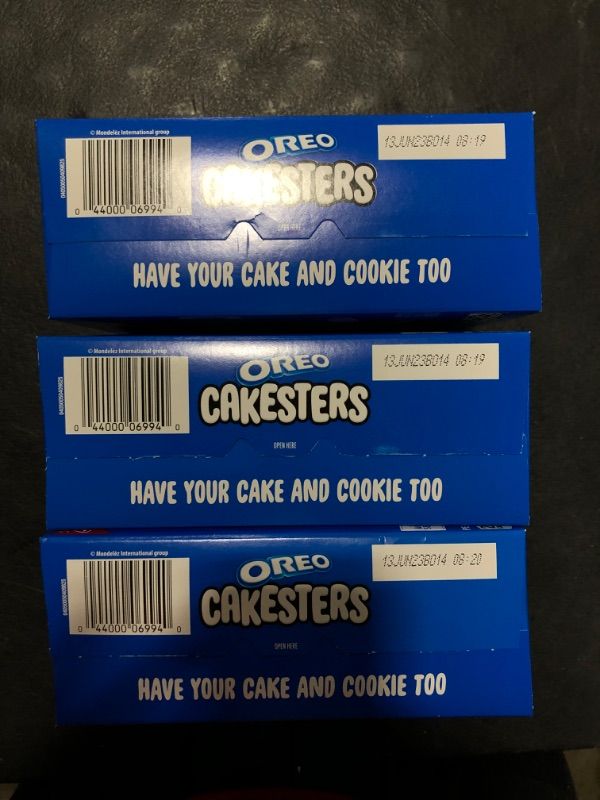 © Mondelēz International group
0 44000 06994 0
OREO
CAKESTERS
13JUN23B014 08:19
OPEN HERE
HAVE YOUR CAKE AND COOKIE TOO
© Mondelēz International group
0 44000 06994 0
OREO
CAKESTERS
13JUN23B014 08:19
OPEN HERE
HAVE YOUR CAKE AND COOKIE TOO
© Mondelēz International group
0 44000 06994 0
OREO
CAKESTERS
13JUN23B014 08:20
OPEN HERE
HAVE YOUR CAKE AND COOKIE TOO